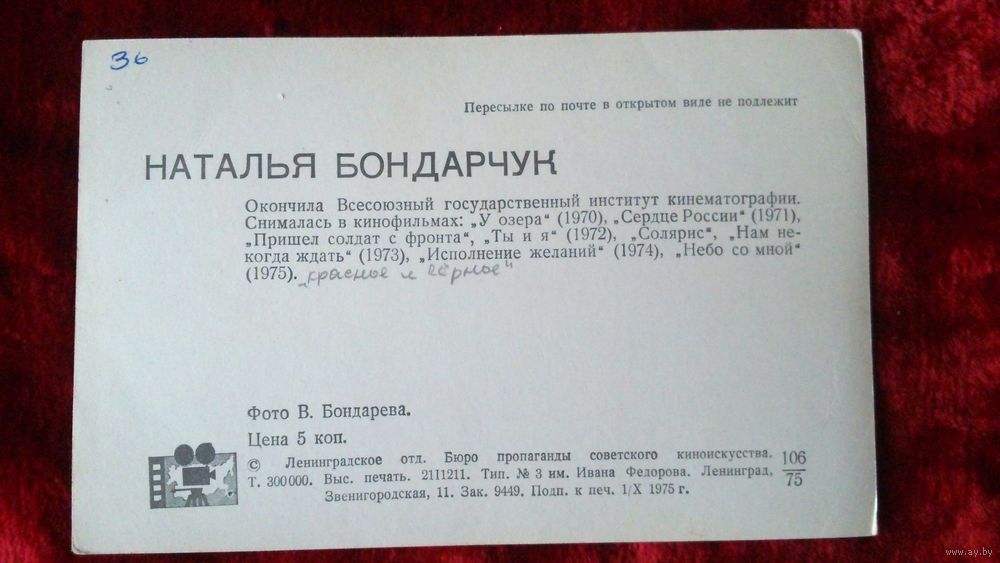 36
Пересылке по почте в открытом виде не подлежит
НАТАЛЬЯ БОНДАРЧУК
Окончила Всесоюзный государственный институт кинематографии.
Снималась в кинофильмах: „У озера“ (1970), „Сердце России“ (1971),
„Пришел солдат с фронта“, „Ты и я“ (1972), „Солярис“, „Нам не-
когда ждать“ (1973), „Исполнение желаний“ (1974), „Небо со мной“
(1975). „красное и чёрное“
Фото В. Бондарева.
Цена 5 коп.
© Ленинградское отд. Бюро пропаганды советского киноискусства.
Т. 300000. Выс. печать. 2111211. Тип. № 3 им. Ивана Федорова. Ленинград,
Звенигородская, 11. Зак. 9449. Подп. к печ. 1/X 1975 г.
106
75
www.ay.by